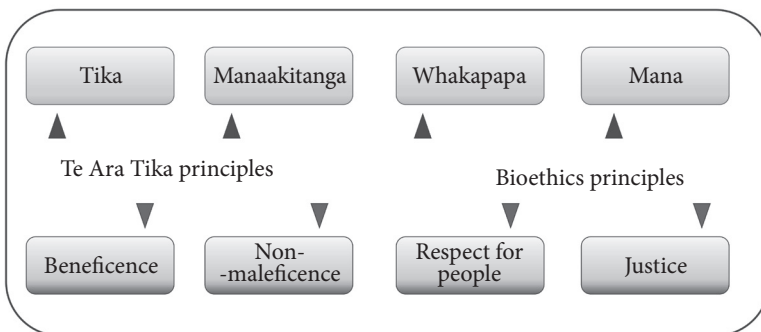 Tika
Manaakitanga
Whakapapa
Mana
Te Ara Tika principles
Bioethics principles
Beneficence
Non-
-maleficence
Respect for
people
Justice